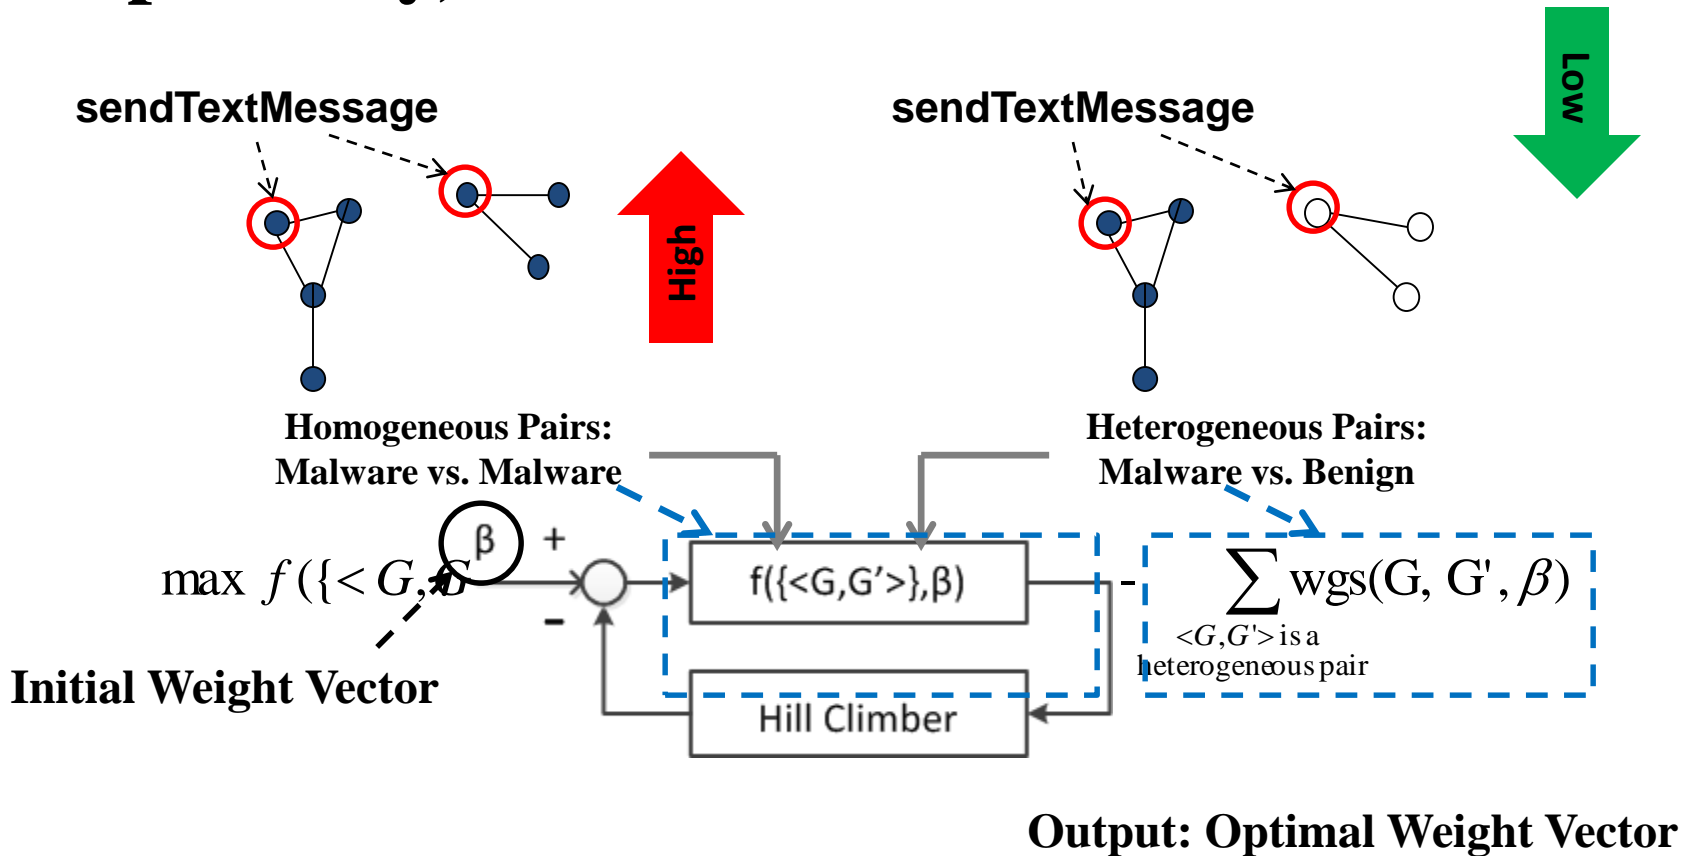 Low
sendTextMessage
sendTextMessage
High
Homogeneous Pairs:
Malware vs. Malware
Heterogeneous Pairs:
Malware vs. Benign
β
+
max f({< G, G
f({<G,G’>},β)
- ∑ wgs(G, G', β)
-
<G,G'> is a
heterogeneous pair
Initial Weight Vector
Hill Climber
Output: Optimal Weight Vector